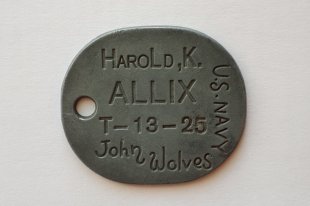 HaroLd,K.
ALLIX
T-13-25
John Wolves
U.S. NAVY